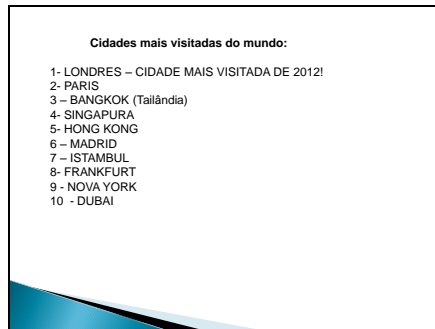 Cidades mais visitadas do mundo:
1- LONDRES – CIDADE MAIS VISITADA DE 2012!
2- PARIS
3 – BANGKOK (Tailândia)
4- SINGAPURA
5- HONG KONG
6 – MADRID
7 – ISTAMBUL
8- FRANKFURT
9 - NOVA YORK
10 - DUBAI